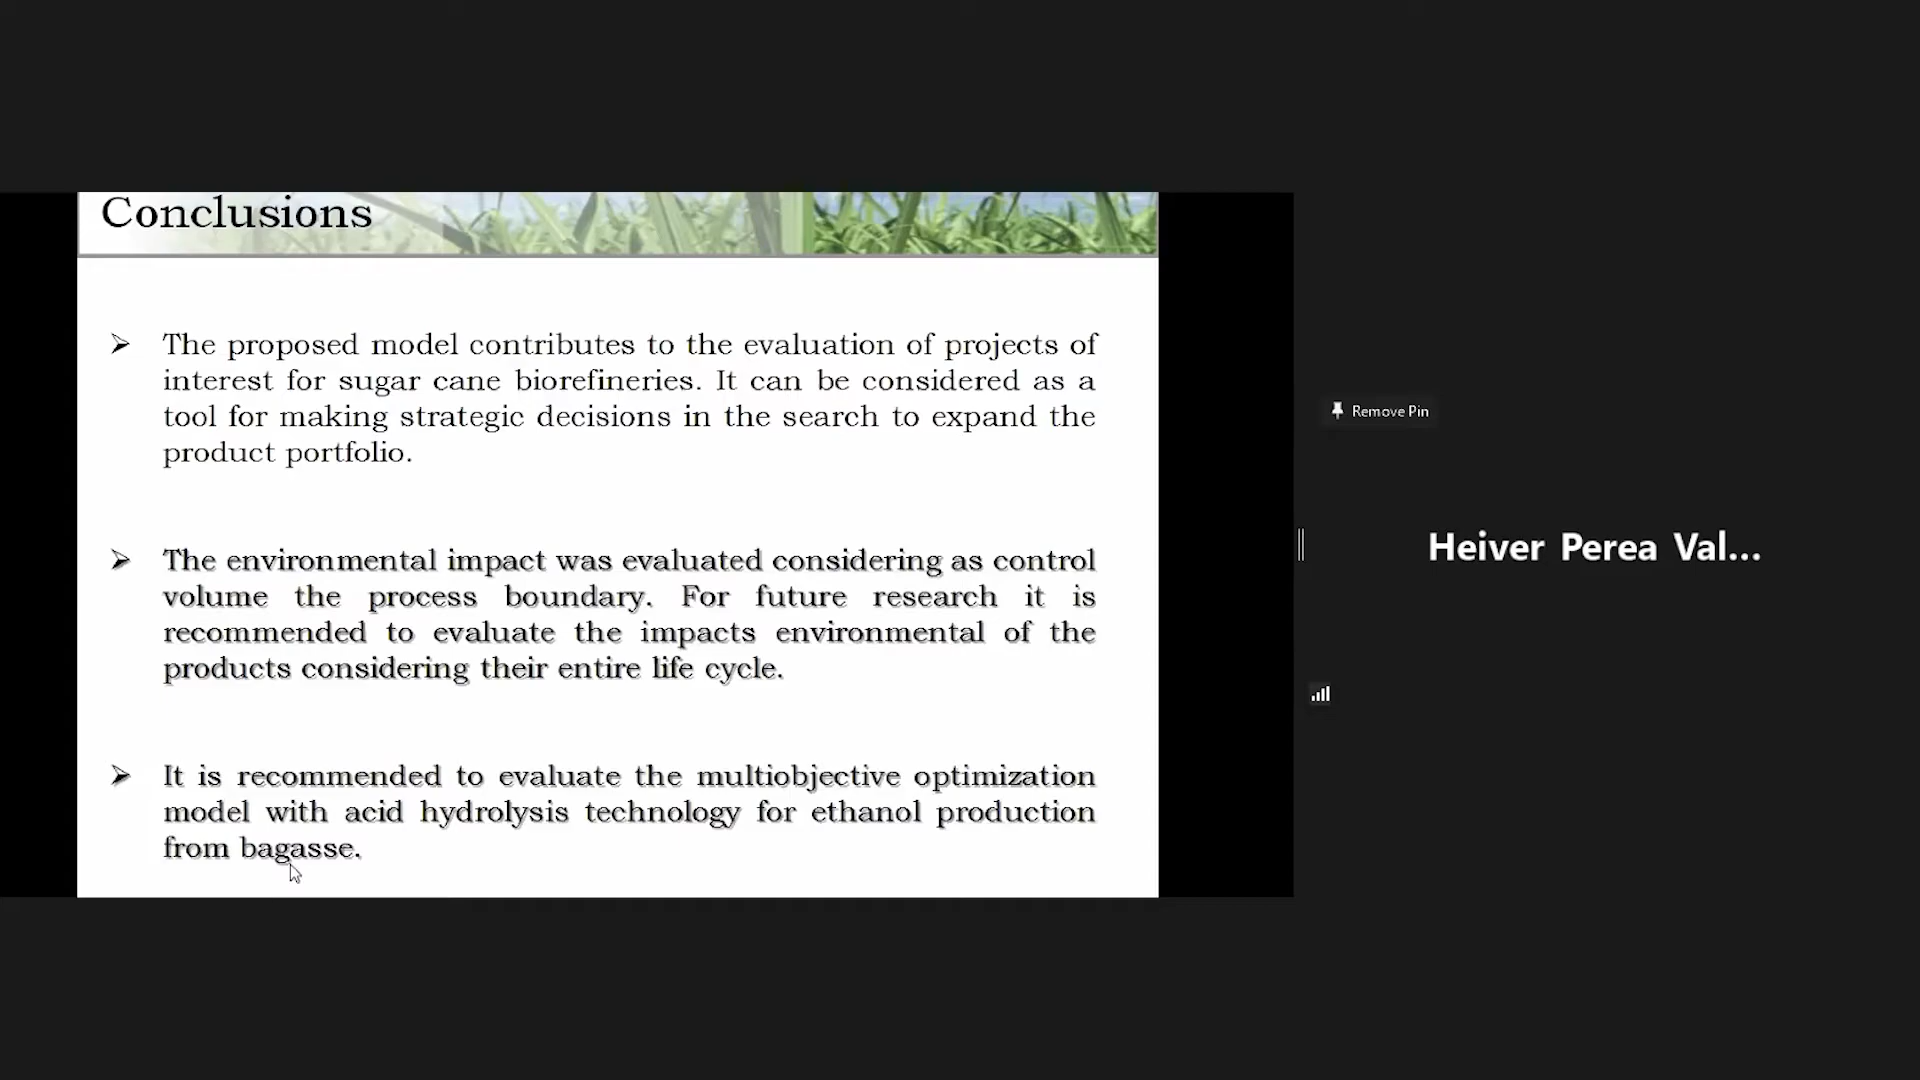 Conclusions
The proposed model contributes to the evaluation of projects of
interest for sugar cane biorefineries. It can be considered as a
tool for making strategic decisions in the search to expand the
product portfolio.
The environmental impact was evaluated considering as control
volume the process boundary. For future research it is
recommended to evaluate the impacts environmental of the
products considering their entire life cycle.
It is recommended to evaluate the multiobjective optimization
model with acid hydrolysis technology for ethanol production
from bagasse.
Remove Pin
Heiver Perea Val...